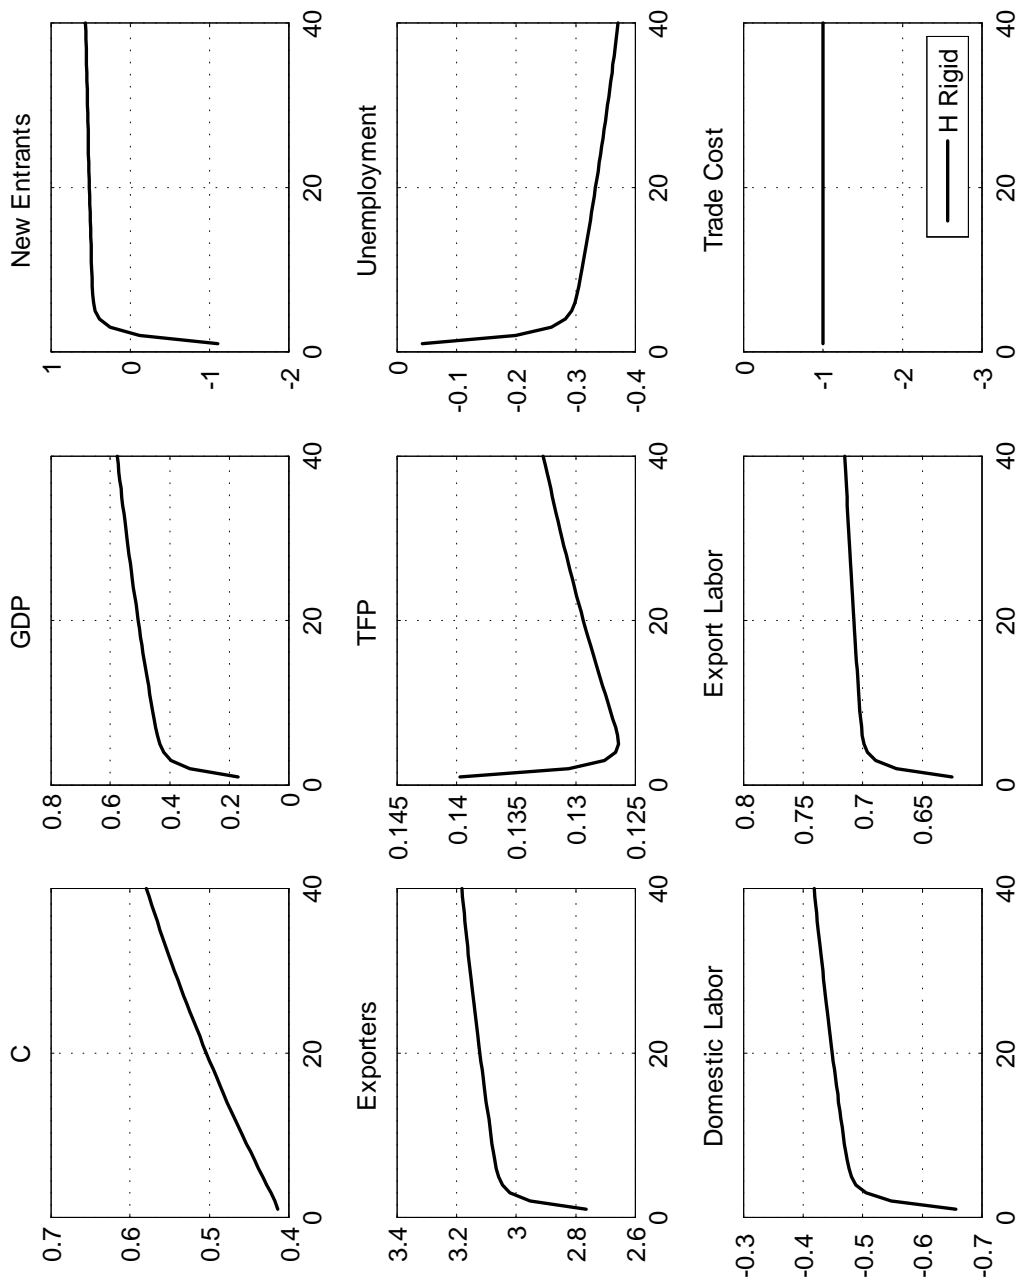 C
0.7
0.6
0.5
0.4
0 20 40
GDP
0.8
0.6
0.4
0.2
0
0 20 40
New Entrants
1
0
-1
-2
0 20 40
Exporters
3.4
3.2
3
2.8
2.6
0 20 40
TFP
0.145
0.14
0.135
0.13
0.125
0 20 40
Unemployment
0
-0.1
-0.2
-0.3
-0.4
0 20 40
Domestic Labor
-0.3
-0.4
-0.5
-0.6
-0.7
0 20 40
Export Labor
0.8
0.75
0.7
0.65
0 20 40
Trade Cost
0
-1
-2
-3
0 20 40
H Rigid